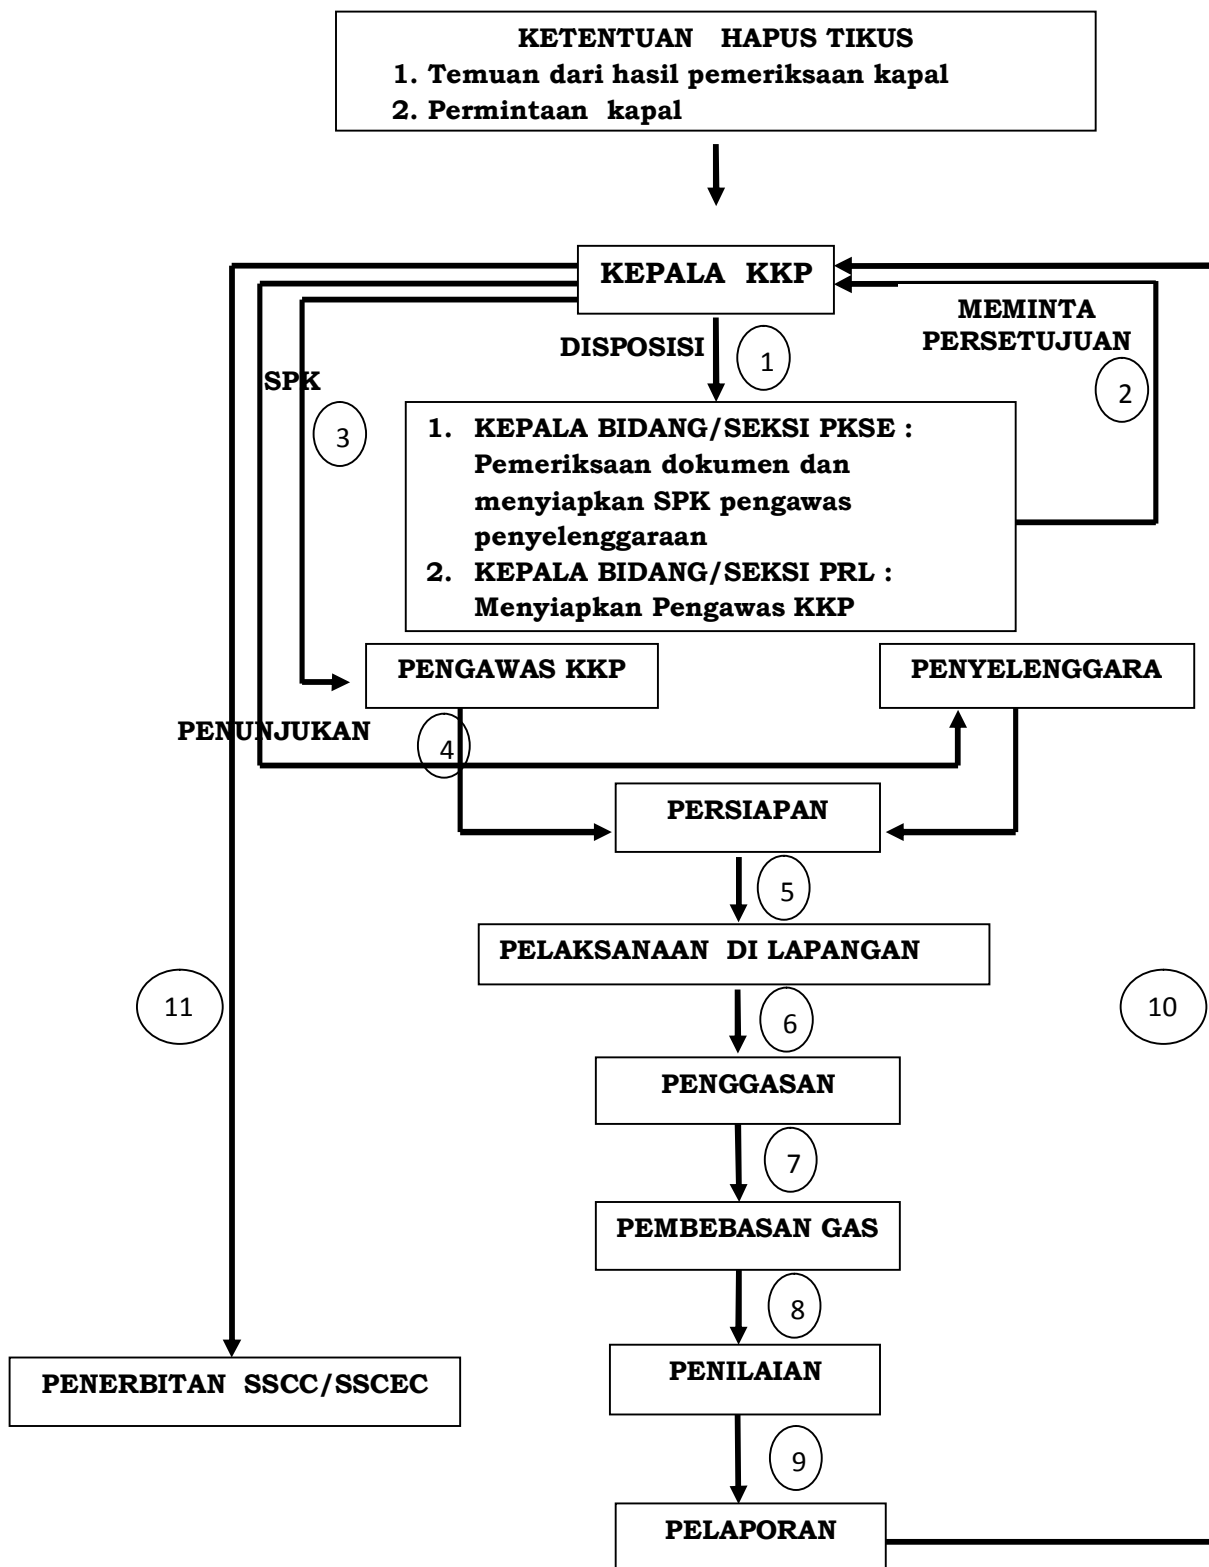 KETENTUAN HAPUS TIKUS
1. Temuan dari hasil pemeriksaan kapal
2. Permintaan kapal
KEPALA KKP
MEMINTA
PERSETUJUAN
DISPOSISI
1
2
SPK
3
1. KEPALA BIDANG/SEKSI PKSE :
Pemeriksaan dokumen dan
menyiapkan SPK pengawas
penyelenggaraan
2. KEPALA BIDANG/SEKSI PRL :
Menyiapkan Pengawas KKP
PENGAWAS KKP
PENYELENGGARA
PENUNJUKAN
4
PERSIAPAN
5
PELAKSANAAN DI LAPANGAN
11
6
10
PENGGASAN
7
PEMBEBASAN GAS
8
PENERBITAN SSCC/SSCEC
PENILAIAN
9
PELAPORAN